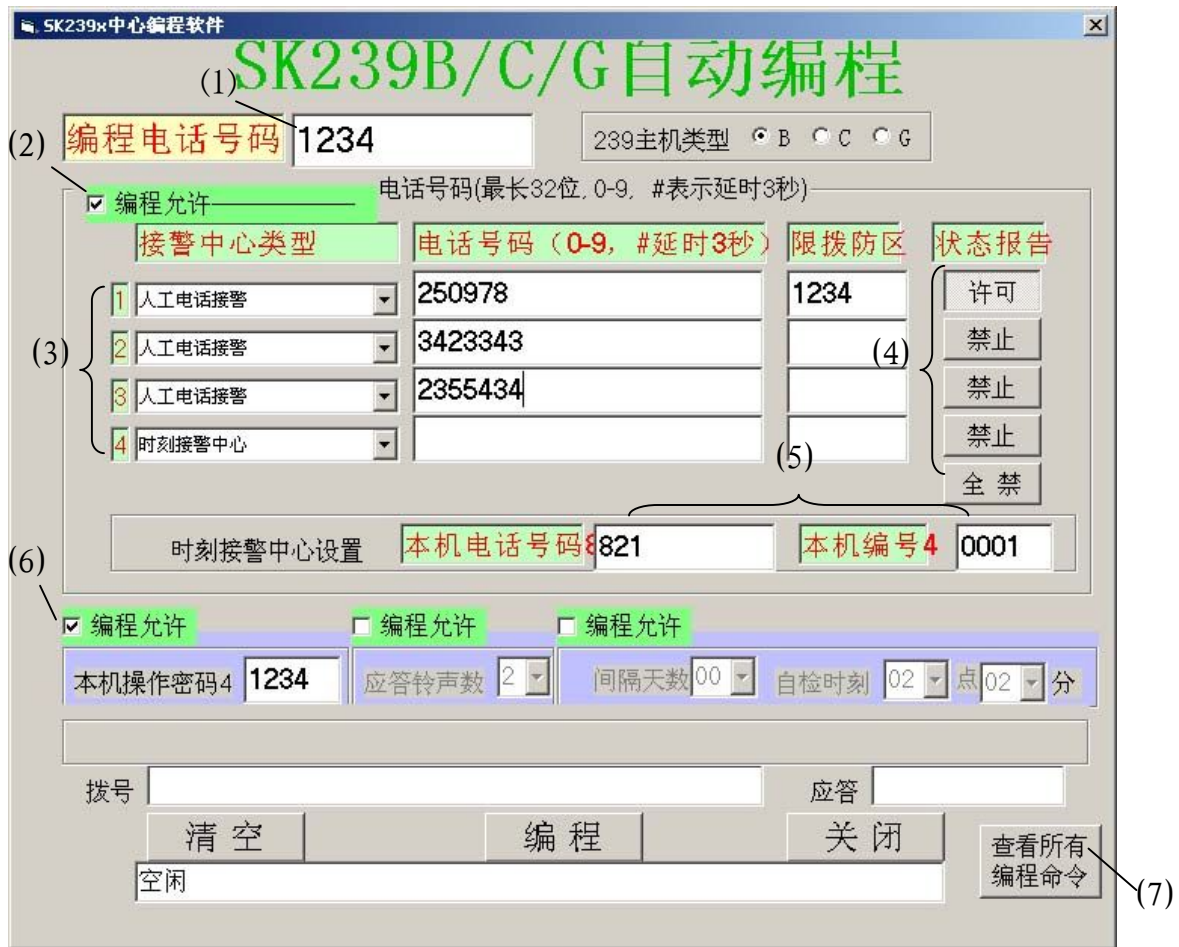 SK239x中心编程软件
SK239B/C/G自动编程
(1)
(2)
编程电话号码 1234
239主机类型 B C G
编程允许
电话号码(最长32位, 0-9, #表示延时3秒)
接警中心类型 电话号码（0-9, #延时3秒） 限拨防区 状态报告
(3)
(4)
1 人工电话接警 250978 1234 许可
2 人工电话接警 3423343 禁止
3 人工电话接警 2355434 禁止
4 时刻接警中心 禁止
(5)
全 禁
时刻接警中心设置 本机电话号码8 821 本机编号4 0001
(6)
编程允许 编程允许 编程允许
本机操作密码4 1234 应答铃声数 2 间隔天数 00 自检时刻 02 点 02 分
拨号 应答
清 空 编 程 关 闭
查看所有
编程命令
空闲
(7)